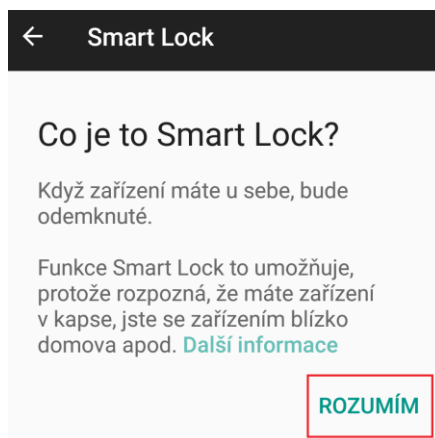 Smart Lock
Co je to Smart Lock?
Když zařízení máte u sebe, bude
odemknuté.
Funkce Smart Lock to umožňuje,
protože rozpozná, že máte zařízení
v kapse, jste se zařízením blízko
domova apod. Další informace
ROZUMÍM